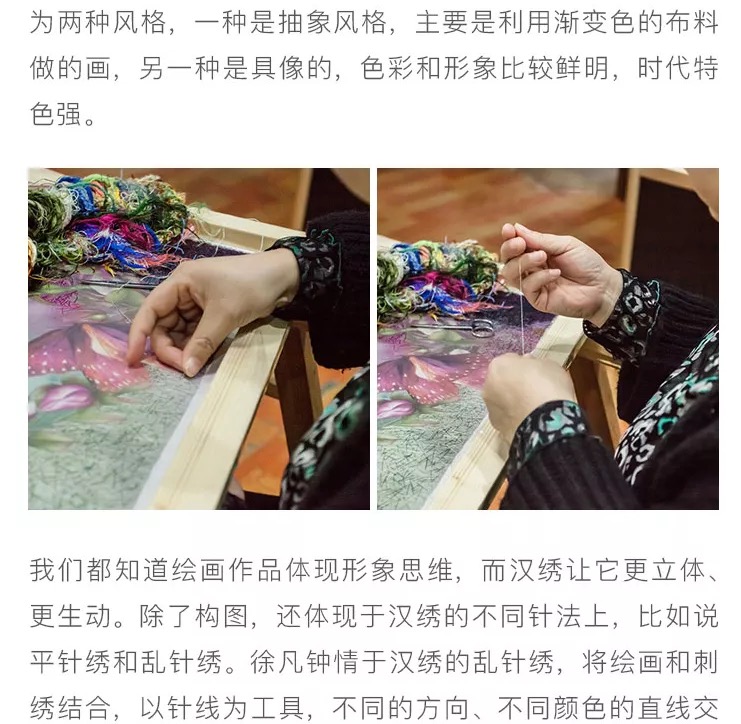 为两种风格，一种是抽象风格，主要是利用渐变色的布料
做的画，另一种是具像的，色彩和形象比较鲜明，时代特
色强。
我们都知道绘画作品体现形象思维，而汉绣让它更立体、
更生动。除了构图，还体现于汉绣的不同针法上，比如说
平针绣和乱针绣。徐凡钟情于汉绣的乱针绣，将绘画和刺
绣结合，以针线为工具，不同的方向、不同颜色的直线交